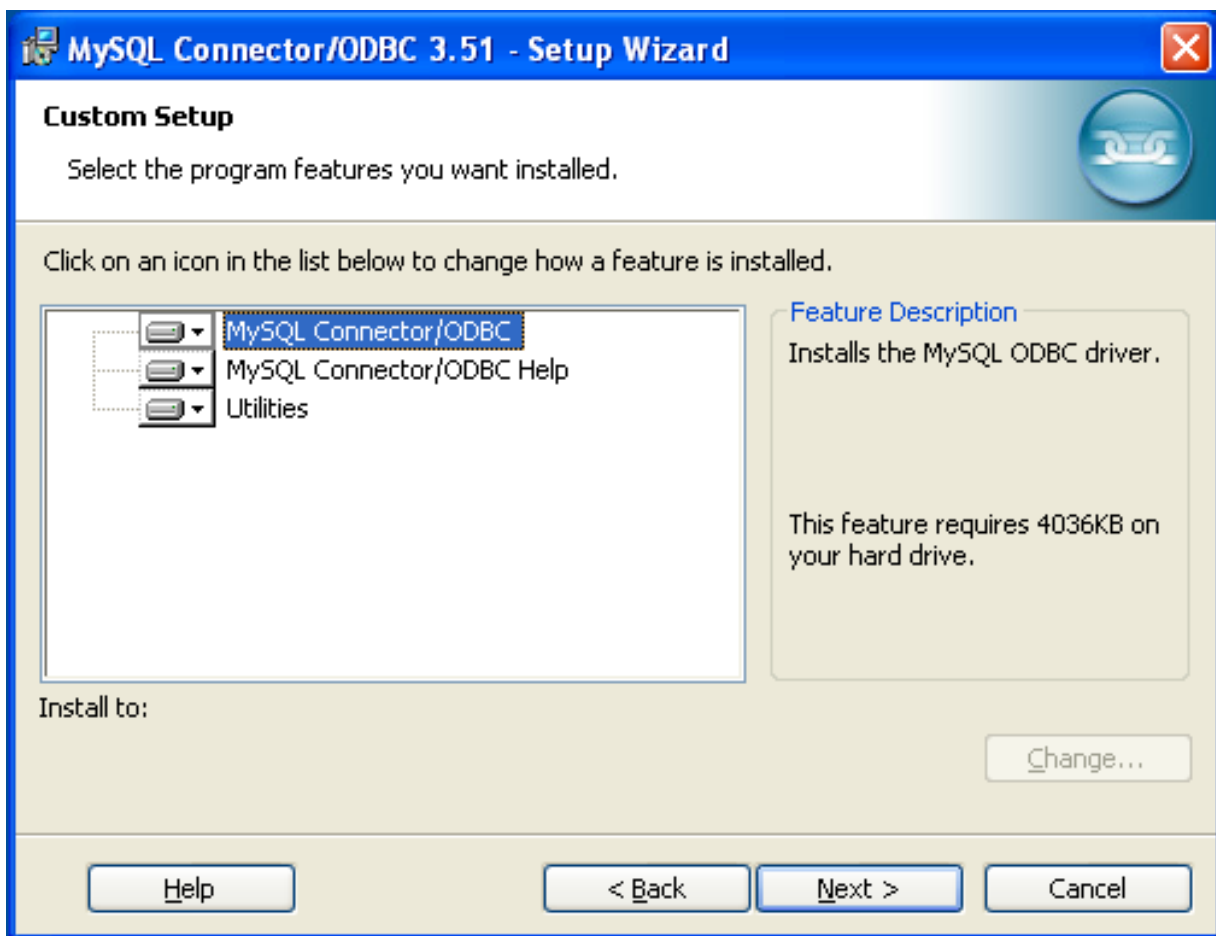 MySQL Connector/ODBC 3.51 - Setup Wizard
Custom Setup
Select the program features you want installed.
Click on an icon in the list below to change how a feature is installed.
MySQL Connector/ODBC
MySQL Connector/ODBC Help
Utilities
Feature Description
Installs the MySQL ODBC driver.
This feature requires 4036KB on
your hard drive.
Install to:
Change...
Help
< Back
Next >
Cancel